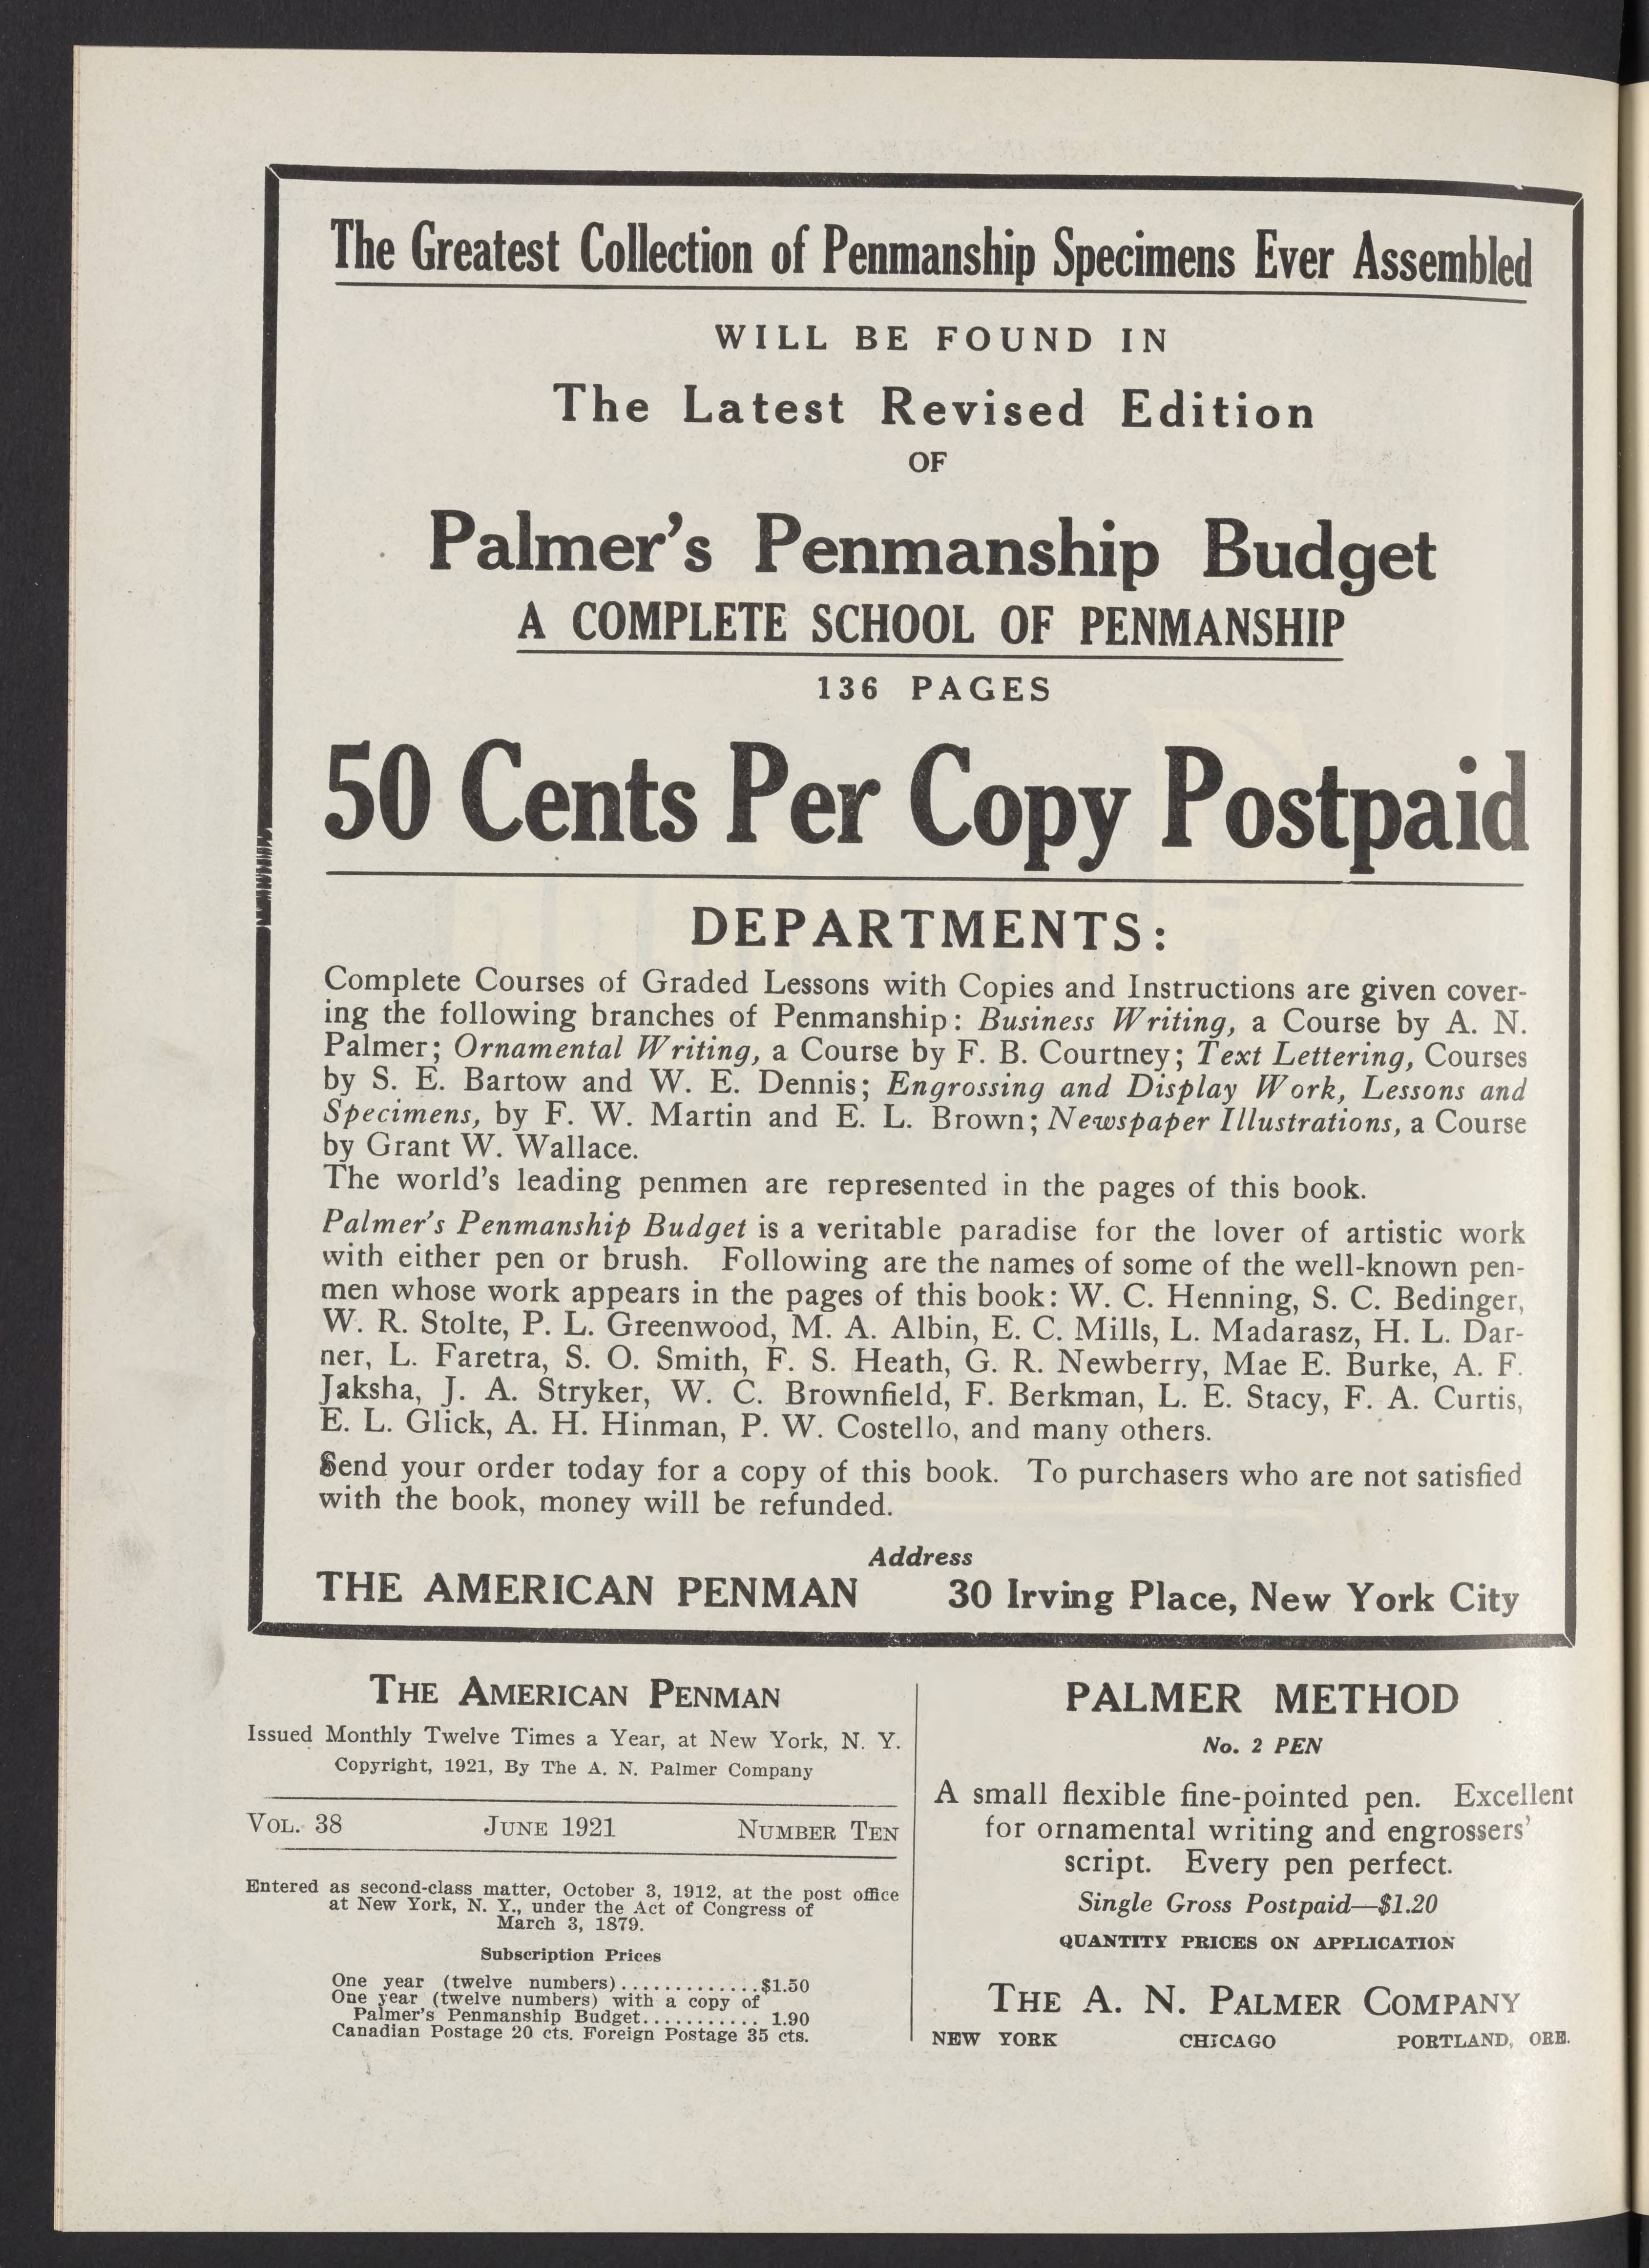 The Greatest Collection of Penmanship Specimens Ever Assembled
WILL BE FOUND IN
The Latest Revised Edition
OF
Palmer's Penmanship Budget
A COMPLETE SCHOOL OF PENMANSHIP
136 PAGES
50 Cents Per Copy Postpaid
DEPARTMENTS:
Complete Courses of Graded Lessons with Copies and Instructions are given cover-
ing the following branches of Penmanship: Business Writing, a Course by A. N.
Palmer; Ornamental Writing, a Course by F. B. Courtney; Text Lettering, Courses
by S. E. Bartow and W. E. Dennis; Engrossing and Display Work, Lessons and
Specimens, by F. W. Martin and E. L. Brown; Newspaper Illustrations, a Course
by Grant W. Wallace.
The world's leading penmen are represented in the pages of this book.
Palmer's Penmanship Budget is a veritable paradise for the lover of artistic work
with either pen or brush. Following are the names of some of the well-known pen-
men whose work appears in the pages of this book: W. C. Henning, S. C. Bedinger,
W. R. Stolte, P. L. Greenwood, M. A. Albin, E. C. Mills, L. Madarasz, H. L. Dar-
ner, L. Faretra, S. O. Smith, F. S. Heath, G. R. Newberry, Mae E. Burke, A. F.
Jaksha, J. A. Stryker, W. C. Brownfield, F. Berkman, L. E. Stacy, F. A. Curtis,
E. L. Glick, A. H. Hinman, P. W. Costello, and many others.
Send your order today for a copy of this book. To purchasers who are not satisfied
with the book, money will be refunded.
Address
THE AMERICAN PENMAN 30 Irving Place, New York City
THE AMERICAN PENMAN
Issued Monthly Twelve Times a Year, at New York, N. Y.
Copyright, 1921, By The A. N. Palmer Company
VOL. 38 JUNE 1921 NUMBER TEN
Entered as second-class matter, October 3, 1912, at the post office
at New York, N. Y., under the Act of Congress of
March 3, 1879.
Subscription Prices
One year (twelve numbers).............$1.50
One year (twelve numbers) with a copy of
Palmer's Penmanship Budget........... 1.90
Canadian Postage 20 cts. Foreign Postage 35 cts.
PALMER METHOD
No. 2 PEN
A small flexible fine-pointed pen. Excellent
for ornamental writing and engrossers'
script. Every pen perfect.
Single Gross Postpaid—$1.20
QUANTITY PRICES ON APPLICATION
THE A. N. PALMER COMPANY
NEW YORK CHICAGO PORTLAND, ORE.